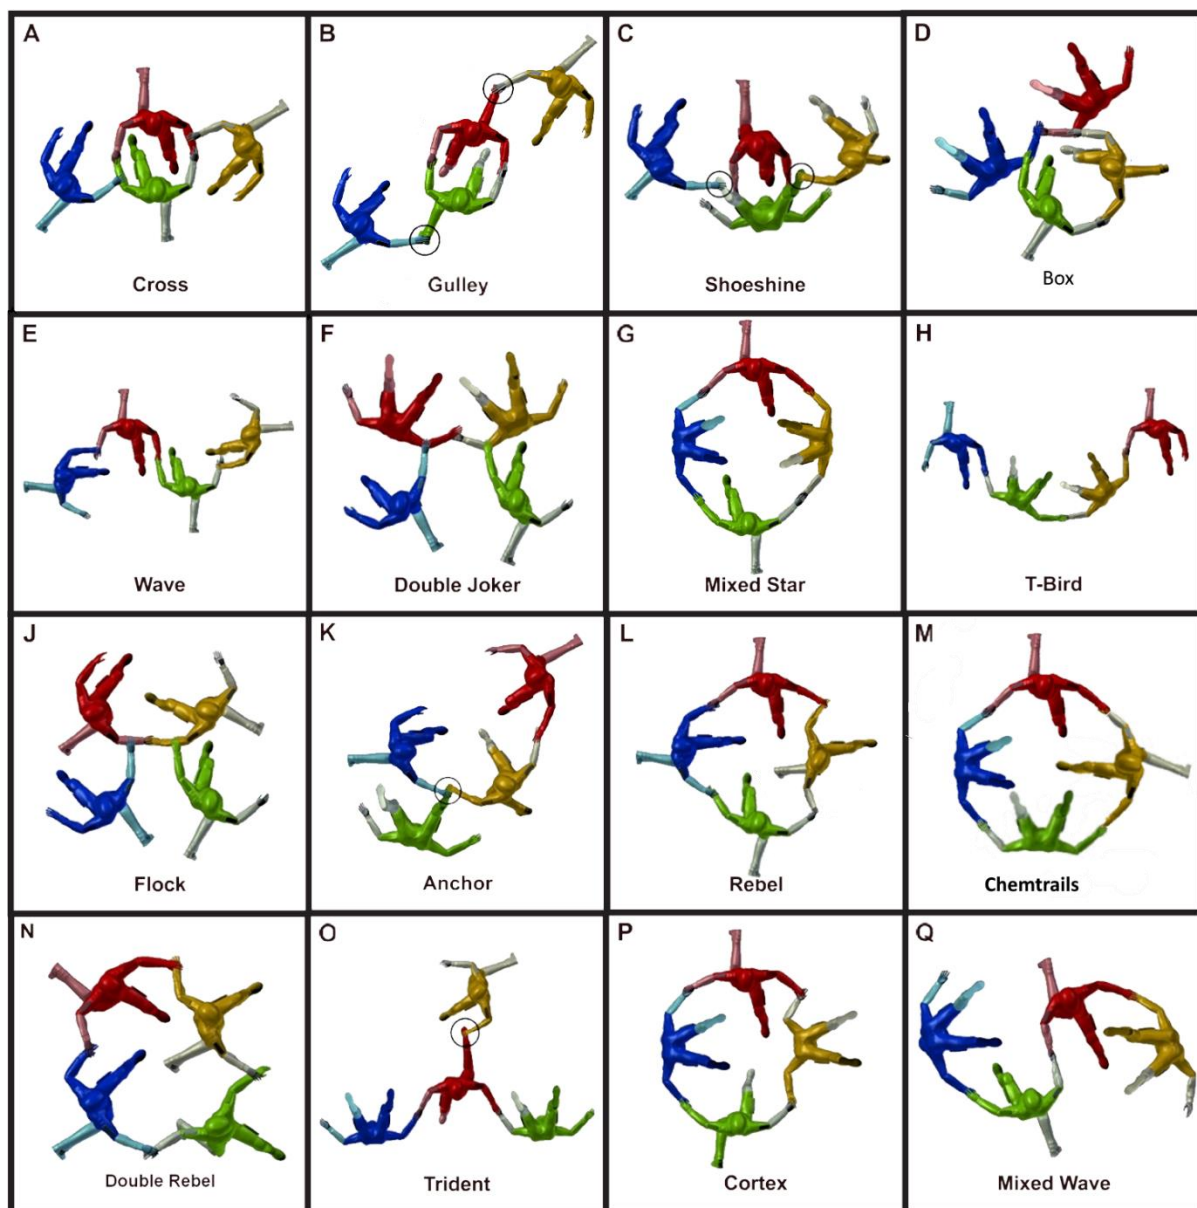 A
Cross
B
Gulley
C
Shoeshine
D
Box
E
Wave
F
Double Joker
G
Mixed Star
H
T-Bird
J
Flock
K
Anchor
L
Rebel
M
Chemtrails
N
Double Rebel
O
Trident
P
Cortex
Q
Mixed Wave